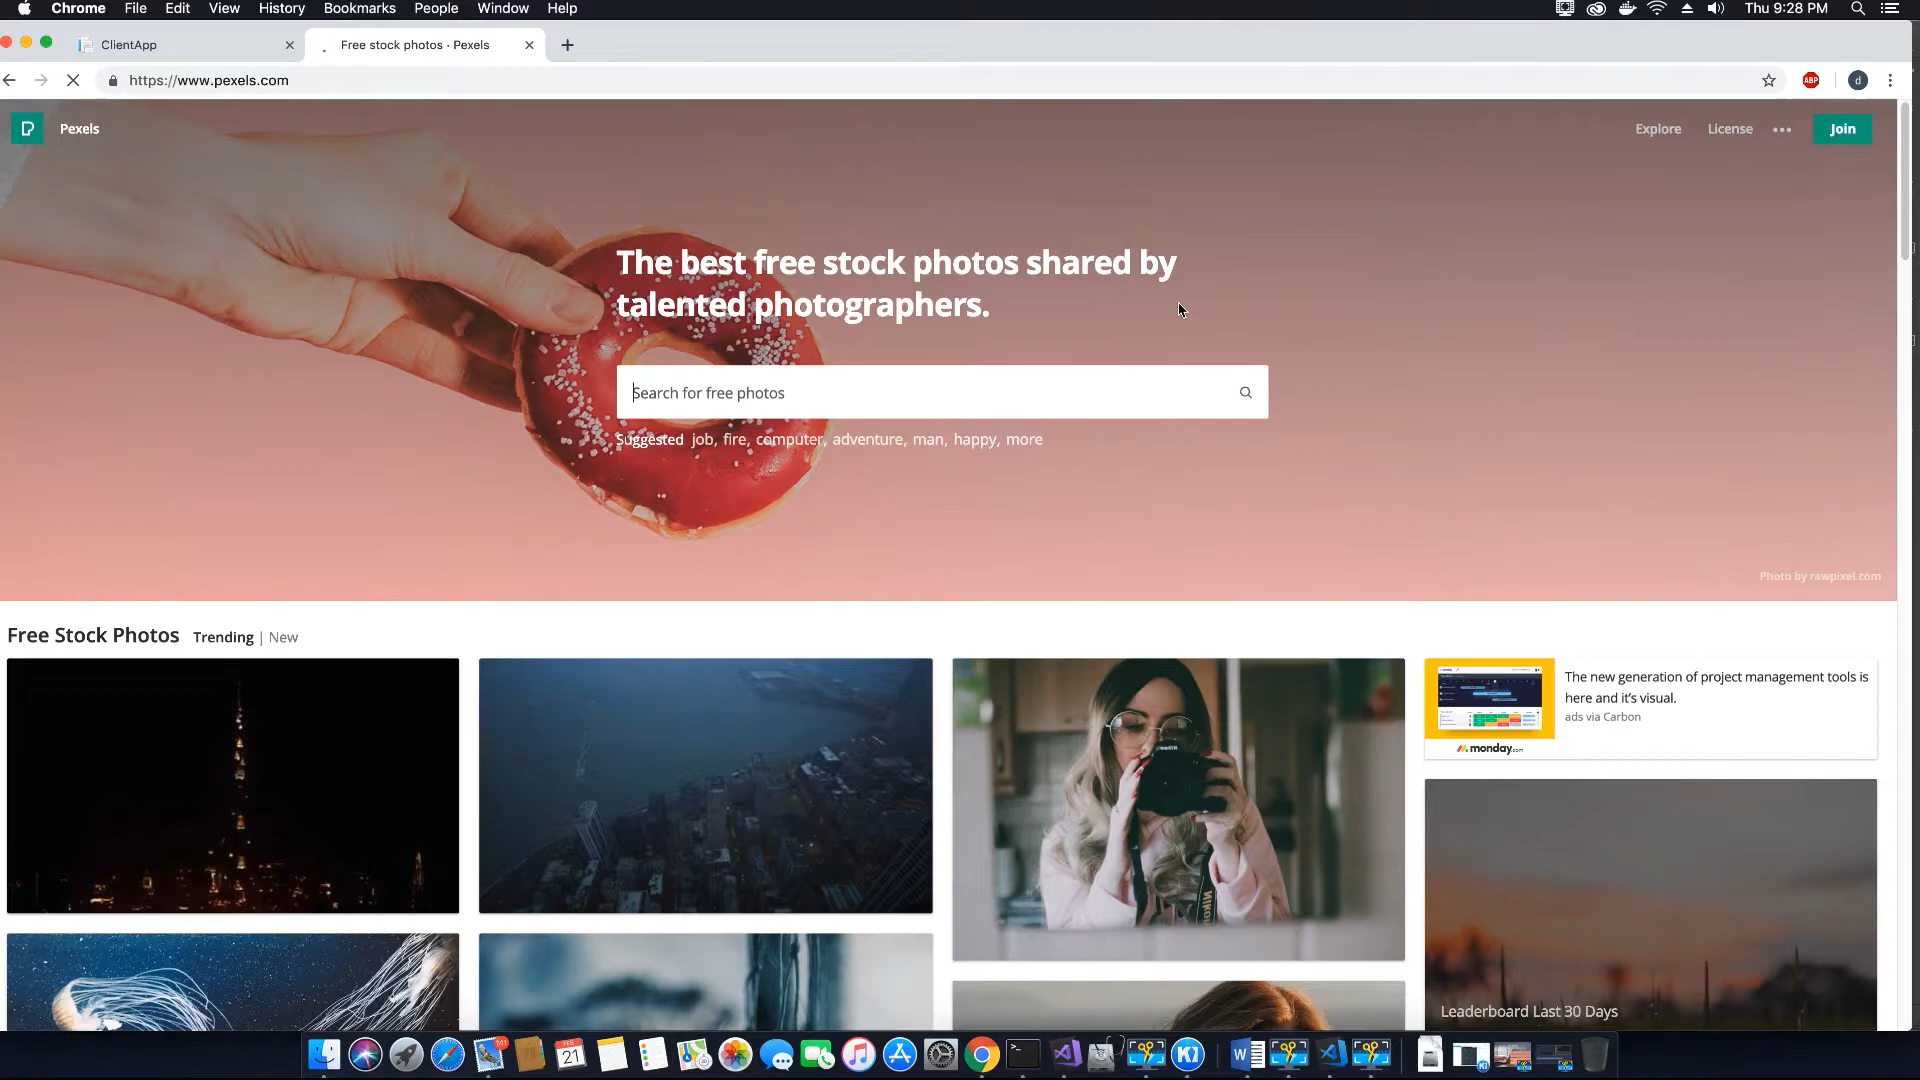 Chrome File Edit View History Bookmarks People Window Help Thu 9:28 PM
ClientApp Free stock photos · Pexels
https://www.pexels.com ABP d
Pexels Explore License Join
The best free stock photos shared by
talented photographers.
Search for free photos
Suggested job, fire, computer, adventure, man, happy, more
Photo by rawpixel.com
Free Stock Photos Trending | New
The new generation of project management tools is
here and it's visual.
ads via Carbon
monday.com
Nikon
Leaderboard Last 30 Days
141
FEB
21